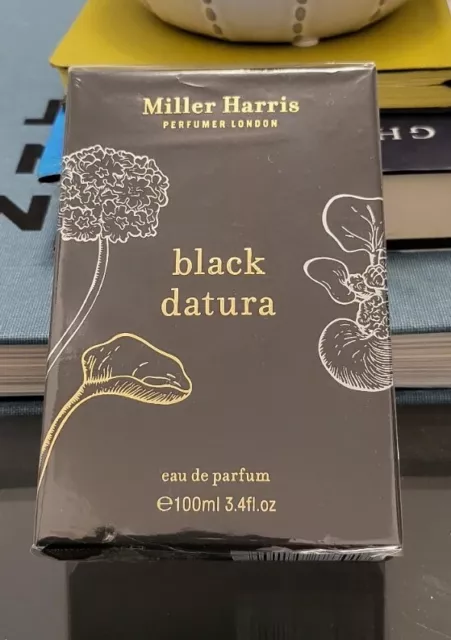 Miller Harris
PERFUMER LONDON
black
datura
eau de parfum
℮100ml 3.4fl.oz